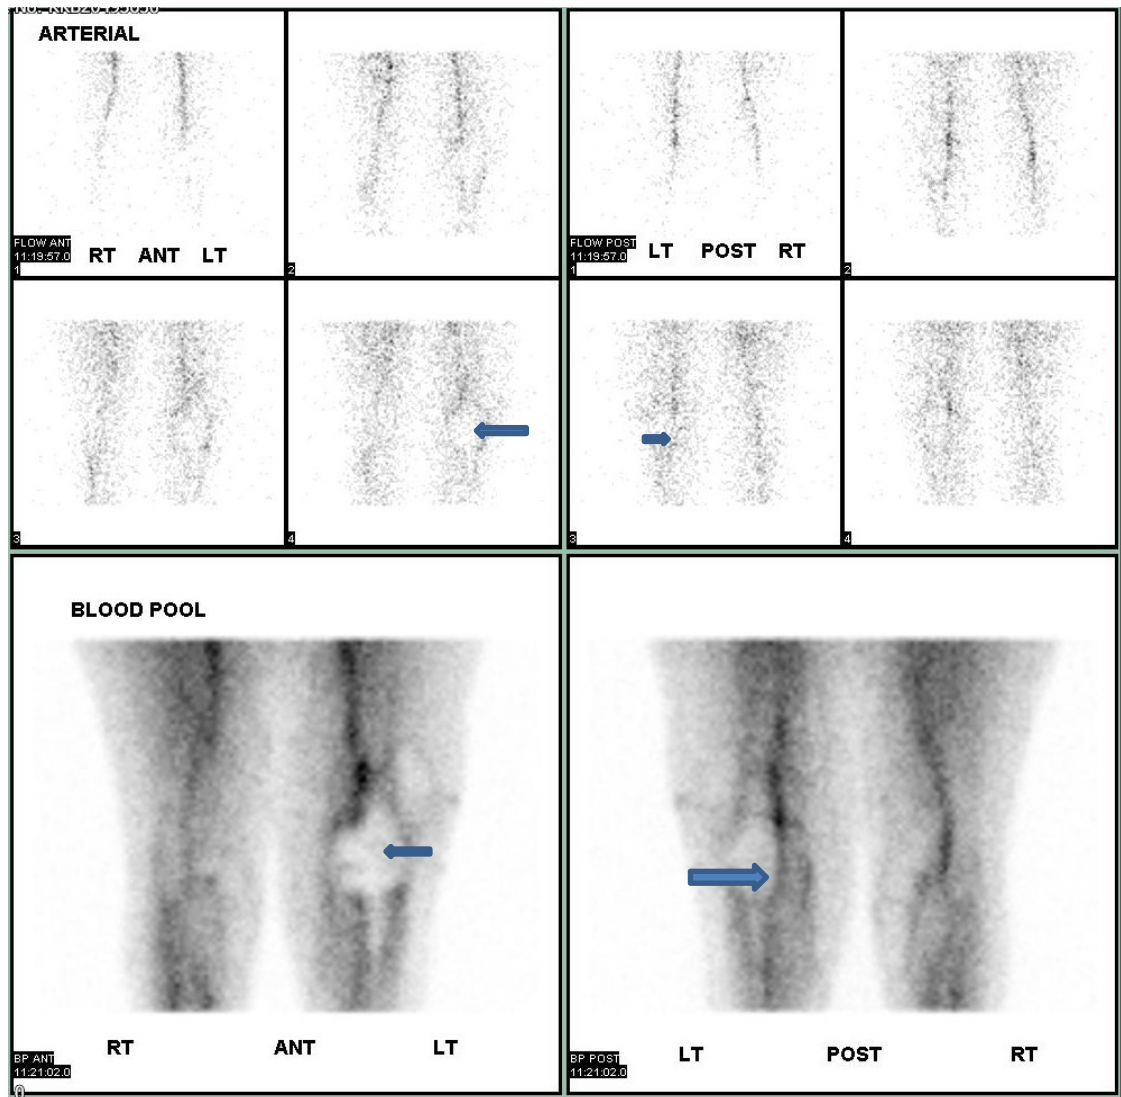 ARTERIAL
FLOW ANT
11:19:57.0
1
RT ANT LT
2
FLOW POST
11:19:57.0
1
LT POST RT
2
3
4
3
4
BLOOD POOL
RT ANT LT
BP ANT
11:21:02.0
0
LT POST RT
BP POST
11:21:02.0